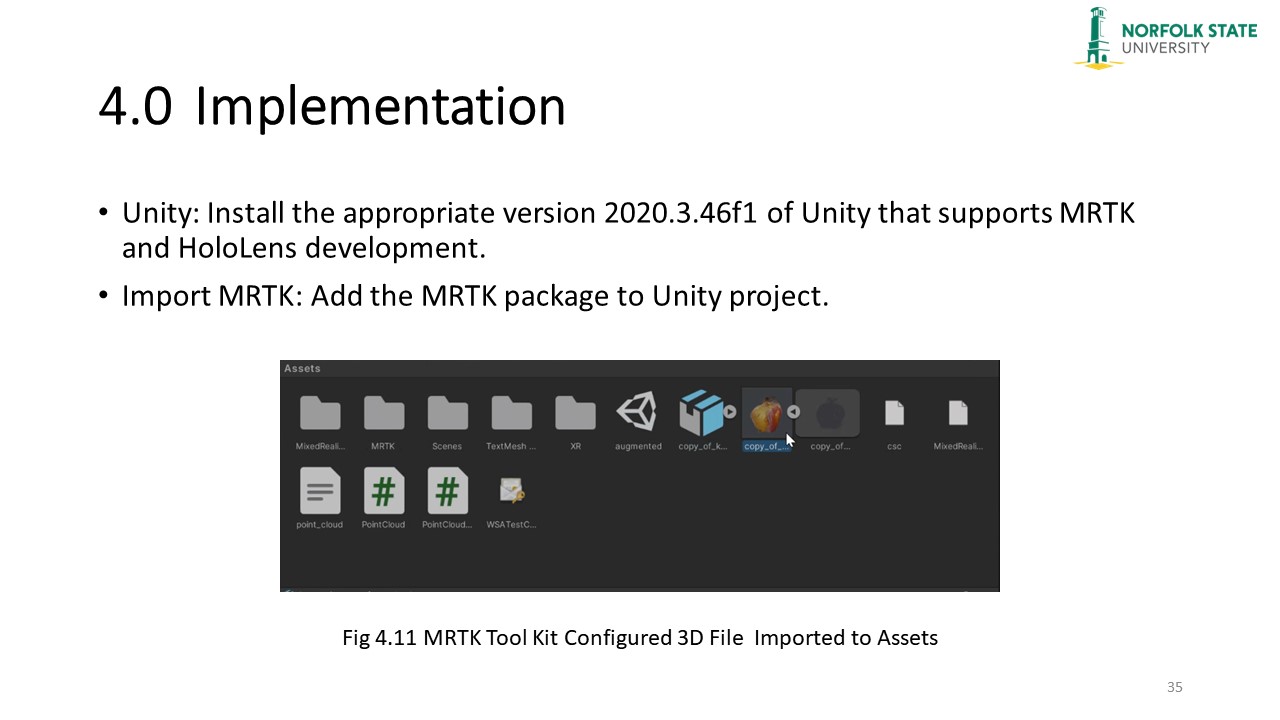 NORFOLK STATE
UNIVERSITY
4.0 Implementation
• Unity: Install the appropriate version 2020.3.46f1 of Unity that supports MRTK
and HoloLens development.
• Import MRTK: Add the MRTK package to Unity project.
Assets
MixedReali... MRTK Scenes TextMesh ... XR augmented copy_of_k... copy_of_... copy_of... csc MixedReali...
point_cloud PointCloud PointCloud... WSATestC...
Fig 4.11 MRTK Tool Kit Configured 3D File Imported to Assets
35